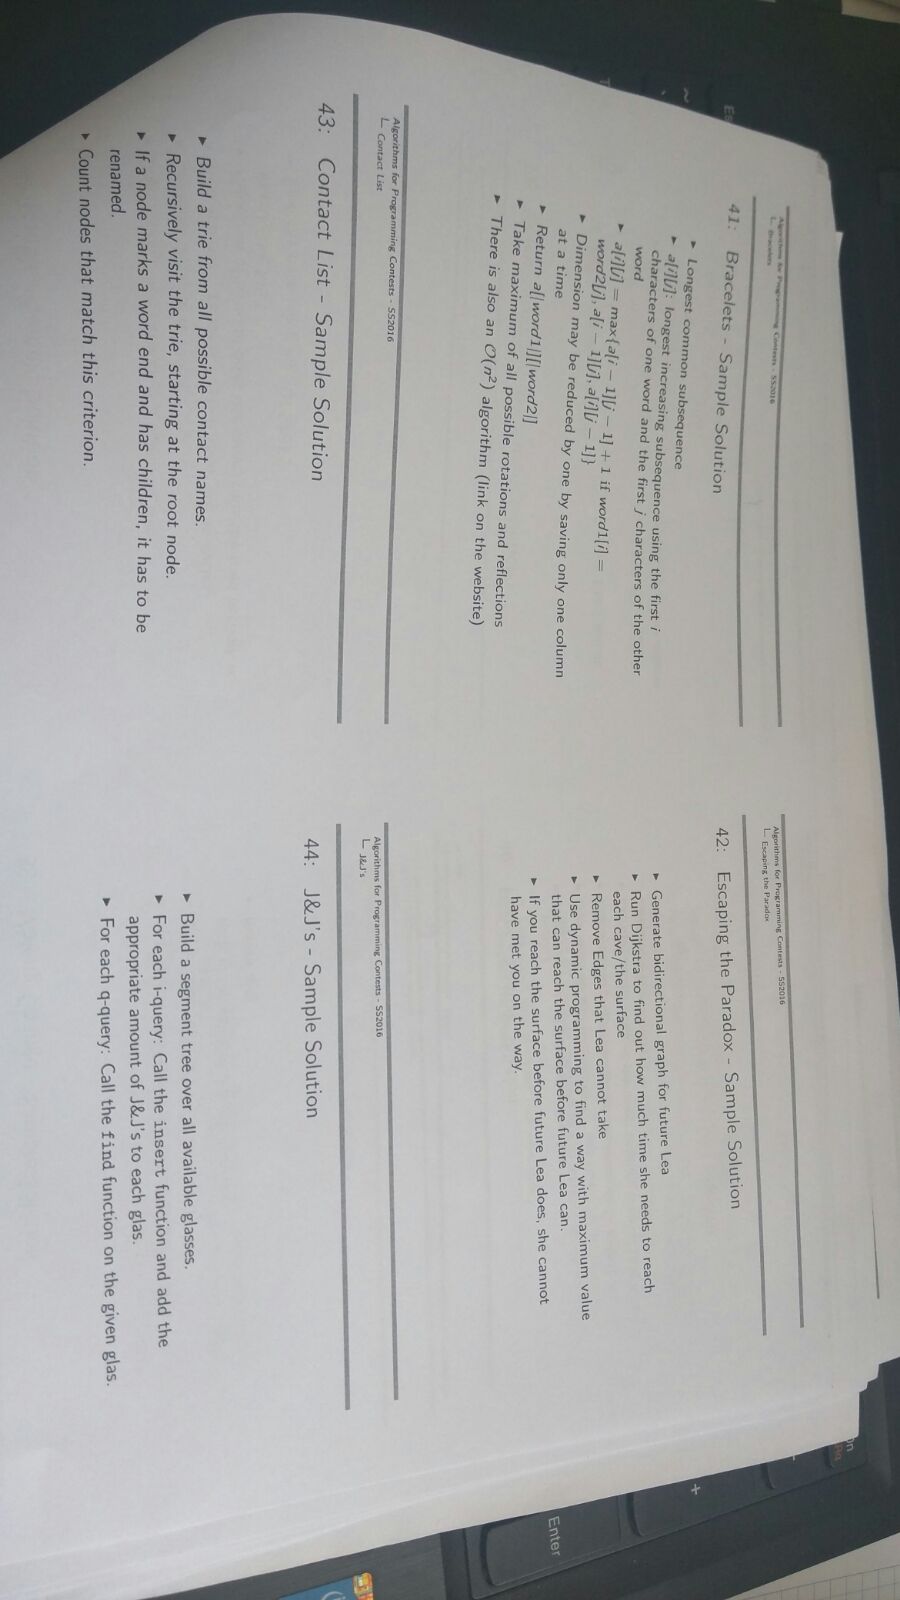 Algorithms for Programming Contests - SS2016
Bracelets
41: Bracelets - Sample Solution
▸ Longest common subsequence
▸ a[i][j]: longest increasing subsequence using the first i
characters of one word and the first j characters of the other
word
▸ a[i][j] = max{a[i − 1][j − 1] + 1 if word1[i] =
word2[j], a[i − 1][j], a[i][j − 1]}
▸ Dimension may be reduced by one by saving only one column
at a time
▸ Return a[|word1|][|word2|]
▸ Take maximum of all possible rotations and reflections
▸ There is also an O(n²) algorithm (link on the website)
Algorithms for Programming Contests - SS2016
Escaping the Paradox
42: Escaping the Paradox - Sample Solution
▸ Generate bidirectional graph for future Lea
▸ Run Dijkstra to find out how much time she needs to reach
each cave/the surface
▸ Remove Edges that Lea cannot take
▸ Use dynamic programming to find a way with maximum value
that can reach the surface before future Lea can.
▸ If you reach the surface before future Lea does, she cannot
have met you on the way.
Algorithms for Programming Contests - SS2016
Contact List
43: Contact List - Sample Solution
▸ Build a trie from all possible contact names.
▸ Recursively visit the trie, starting at the root node.
▸ If a node marks a word end and has children, it has to be
renamed.
▸ Count nodes that match this criterion.
Algorithms for Programming Contests - SS2016
J&J's
44: J&J's - Sample Solution
▸ Build a segment tree over all available glasses.
▸ For each i-query: Call the insert function and add the
appropriate amount of J&J's to each glas.
▸ For each q-query: Call the find function on the given glas.
Enter
+
~